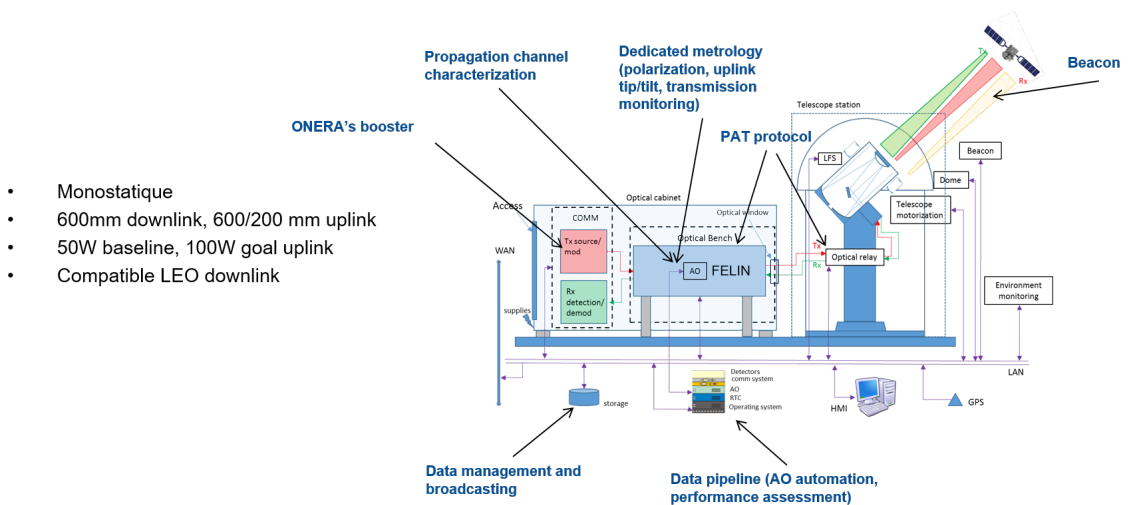 Propagation channel
characterization
Dedicated metrology
(polarization, uplink
tip/tilt, transmission
monitoring)
Beacon
ONERA's booster
PAT protocol
• Monostatique
• 600mm downlink, 600/200 mm uplink
• 50W baseline, 100W goal uplink
• Compatible LEO downlink
Tx
Rx
Telescope station
LFS
Beacon
Dome
Telescope
motorization
Optical cabinet
Access
COMM
Optical window
Tx source/
mod
Optical Bench
WAN
AO
FELIN
Tx
Rx
Optical relay
Rx
detection/
demod
Environment
monitoring
supplies
LAN
storage
Detectors
comm system
AO
RTC
Operating system
HMI
GPS
Data management and
broadcasting
Data pipeline (AO automation,
performance assessment)